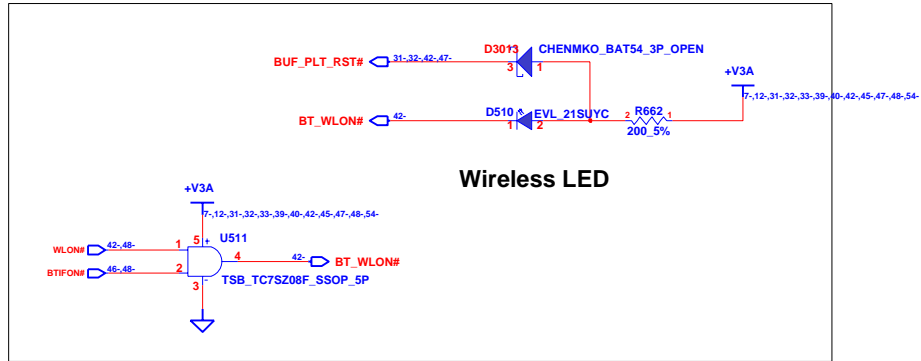 D3013 CHENMKO_BAT54_3P_OPEN
BUF_PLT_RST# 31-,32-,42-,47- 3 1
+V3A
7-,12-,31-,32-,33-,39-,40-,42-,45-,47-,48-,54-
BT_WLON# 42- D510 EVL_21SUYC 2 R662 1
1 2 200_5%
Wireless LED
+V3A
7-,12-,31-,32-,33-,39-,40-,42-,45-,47-,48-,54-
U511
WLON# 42-,48- 1 5 +
4 42- BT_WLON#
BTIFON# 46-,48- 2
3 - TSB_TC7SZ08F_SSOP_5P